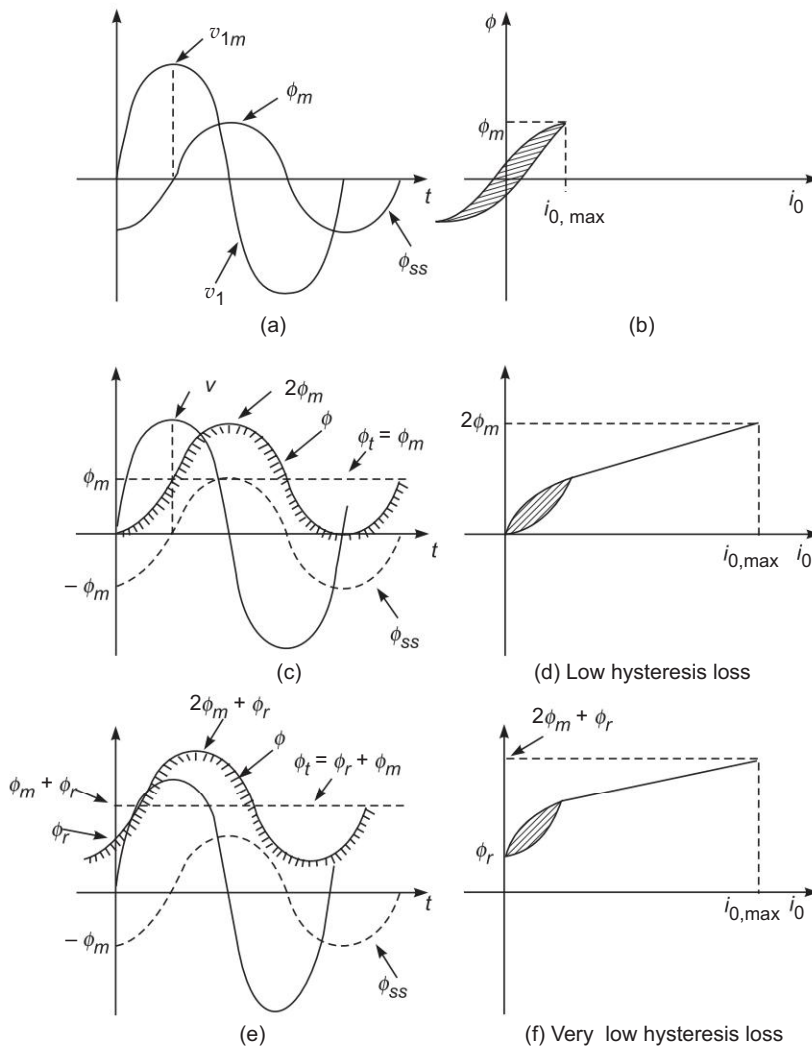 v1m
ϕm
t
ϕss
v1
(a)
ϕ
ϕm
i0, max
i0
(b)
v
2ϕm
ϕ
ϕt = ϕm
ϕm
t
– ϕm
ϕss
(c)
2ϕm
i0,max
i0
(d) Low hysteresis loss
2ϕm + ϕr
ϕ
ϕt = ϕr + ϕm
ϕm + ϕr
ϕr
t
– ϕm
ϕss
(e)
2ϕm + ϕr
ϕr
i0,max
i0
(f) Very low hysteresis loss